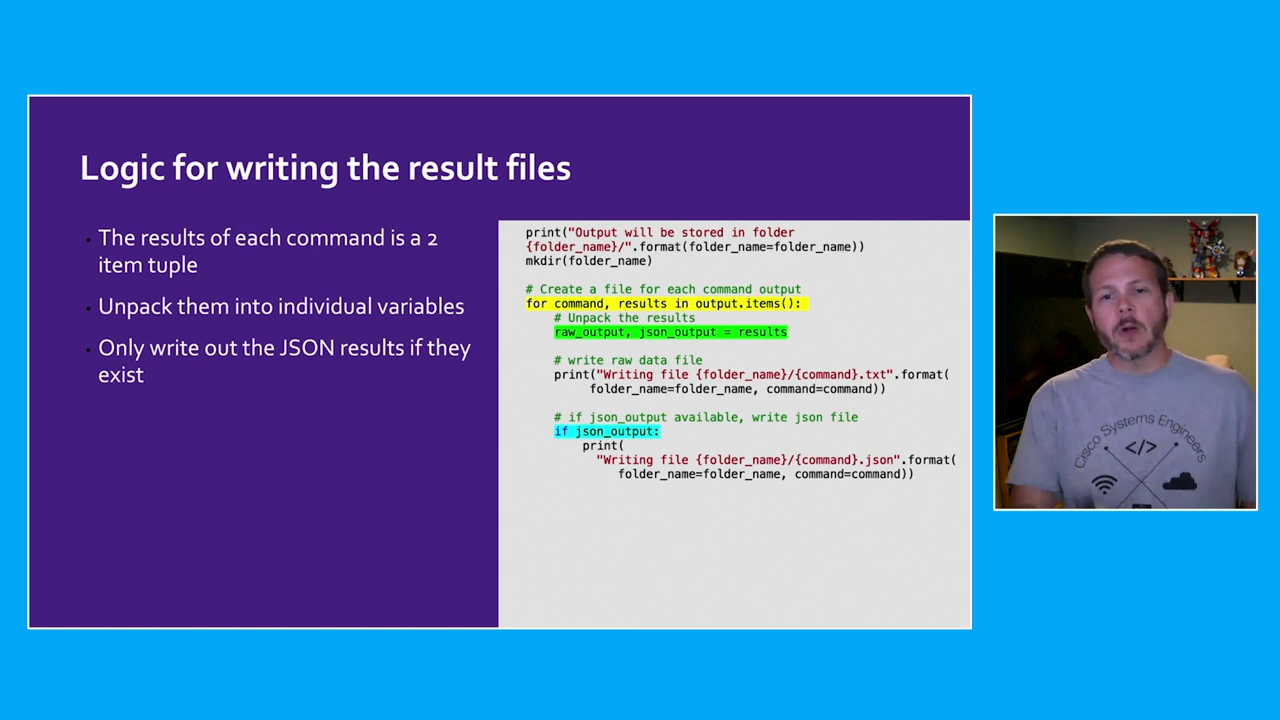 Logic for writing the result files
The results of each command is a 2
item tuple
Unpack them into individual variables
Only write out the JSON results if they
exist
print("Output will be stored in folder
{folder_name}/".format(folder_name=folder_name))
mkdir(folder_name)
# Create a file for each command output
for command, results in output.items():
# Unpack the results
raw_output, json_output = results
# write raw data file
print("Writing file {folder_name}/{command}.txt".format(
folder_name=folder_name, command=command))
# if json_output available, write json file
if json_output:
print(
"Writing file {folder_name}/{command}.json".format(
folder_name=folder_name, command=command))
Cisco Systems Engineers
</>